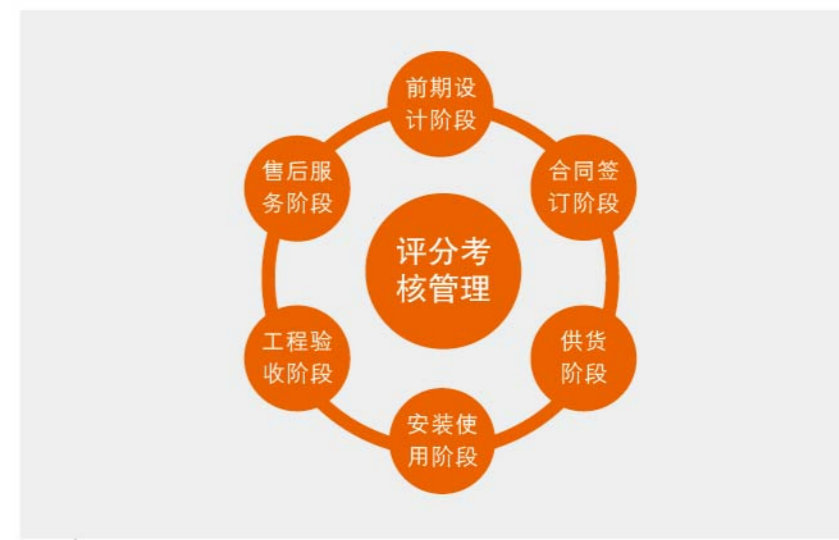 前期设
计阶段
合同签
订阶段
供货
阶段
安装使
用阶段
工程验
收阶段
售后服
务阶段
评分考
核管理